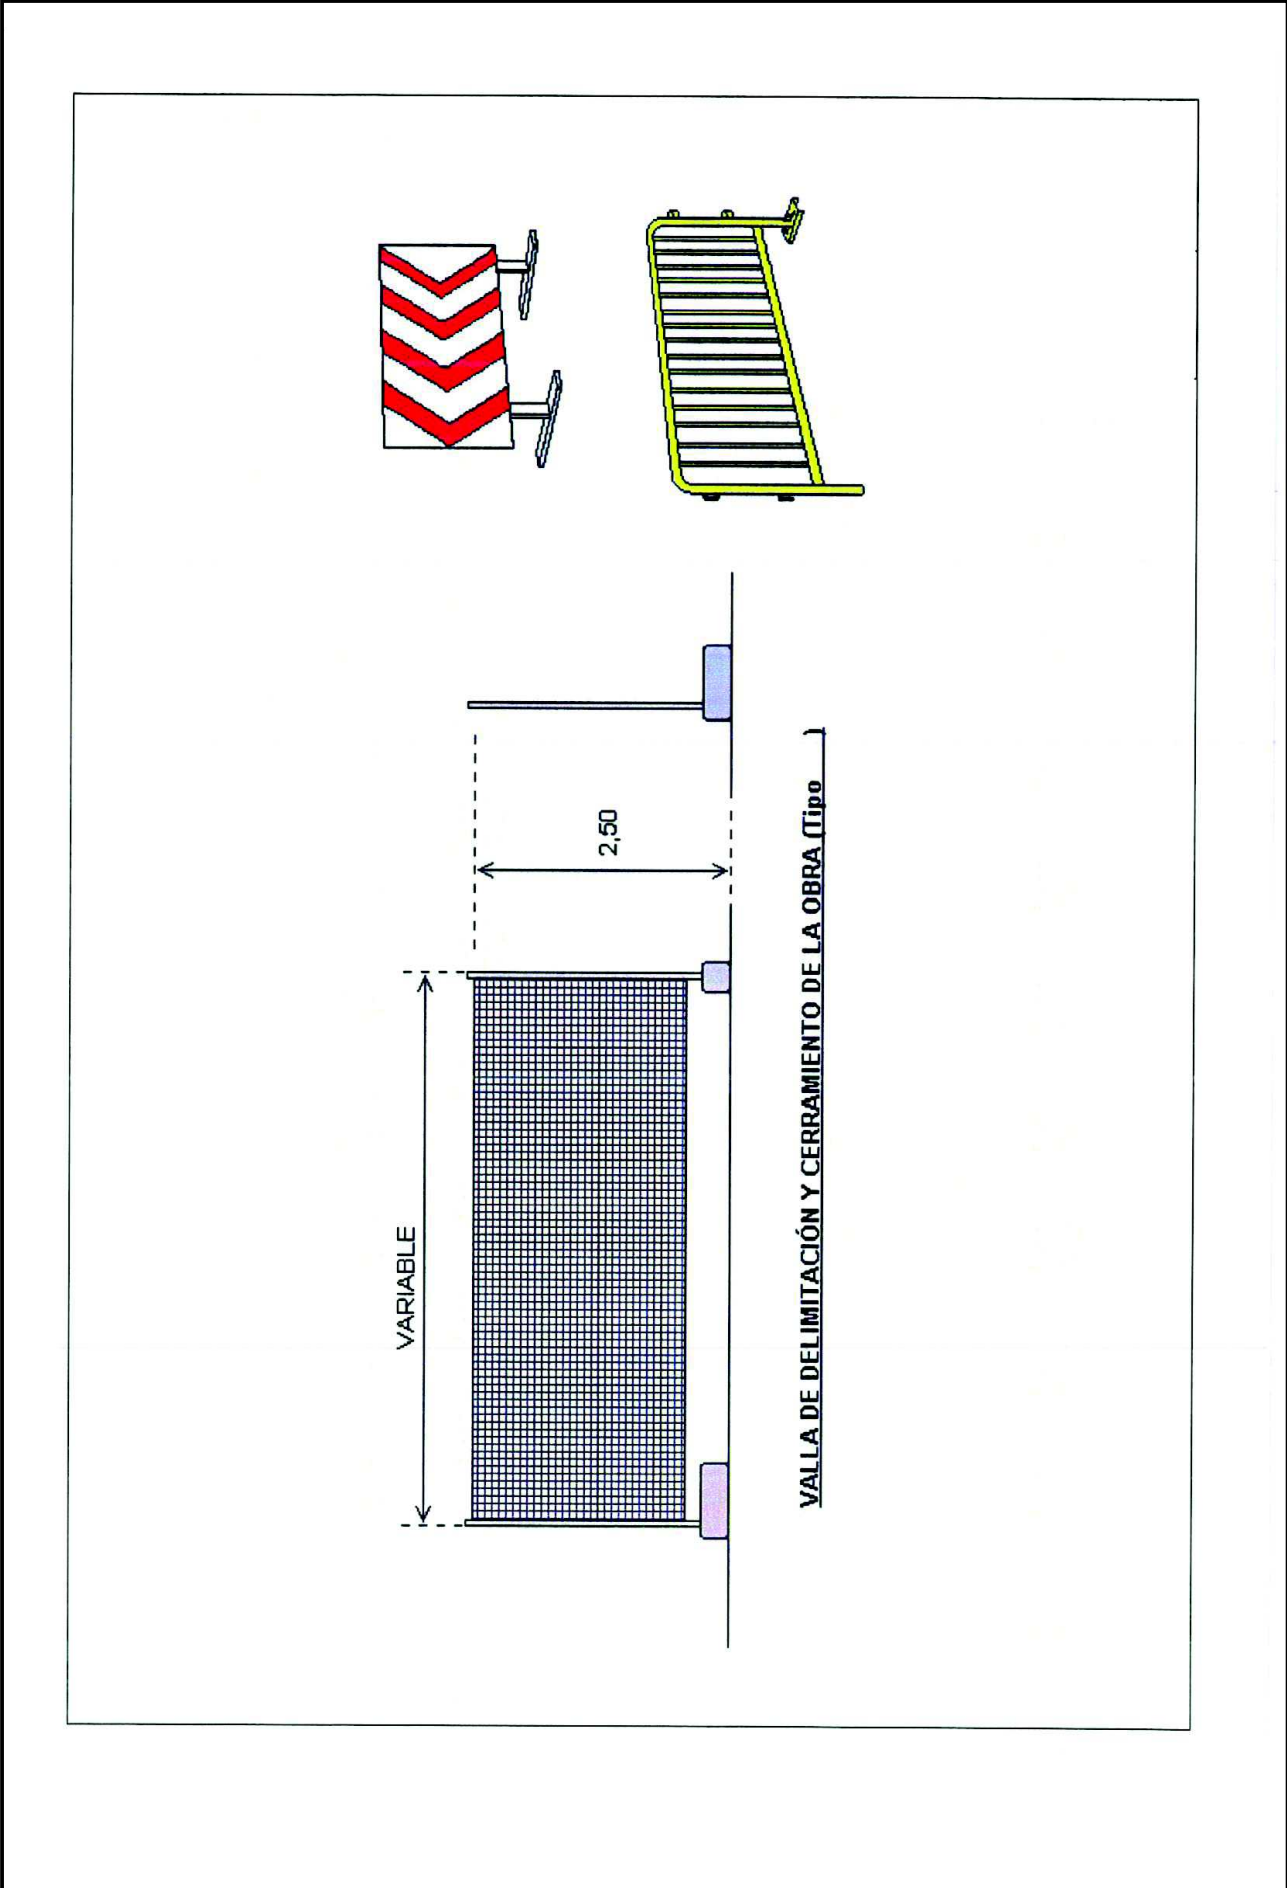 VARIABLE
2,50
VALLA DE DELIMITACIÓN Y CERRAMIENTO DE LA OBRA (Tipo )